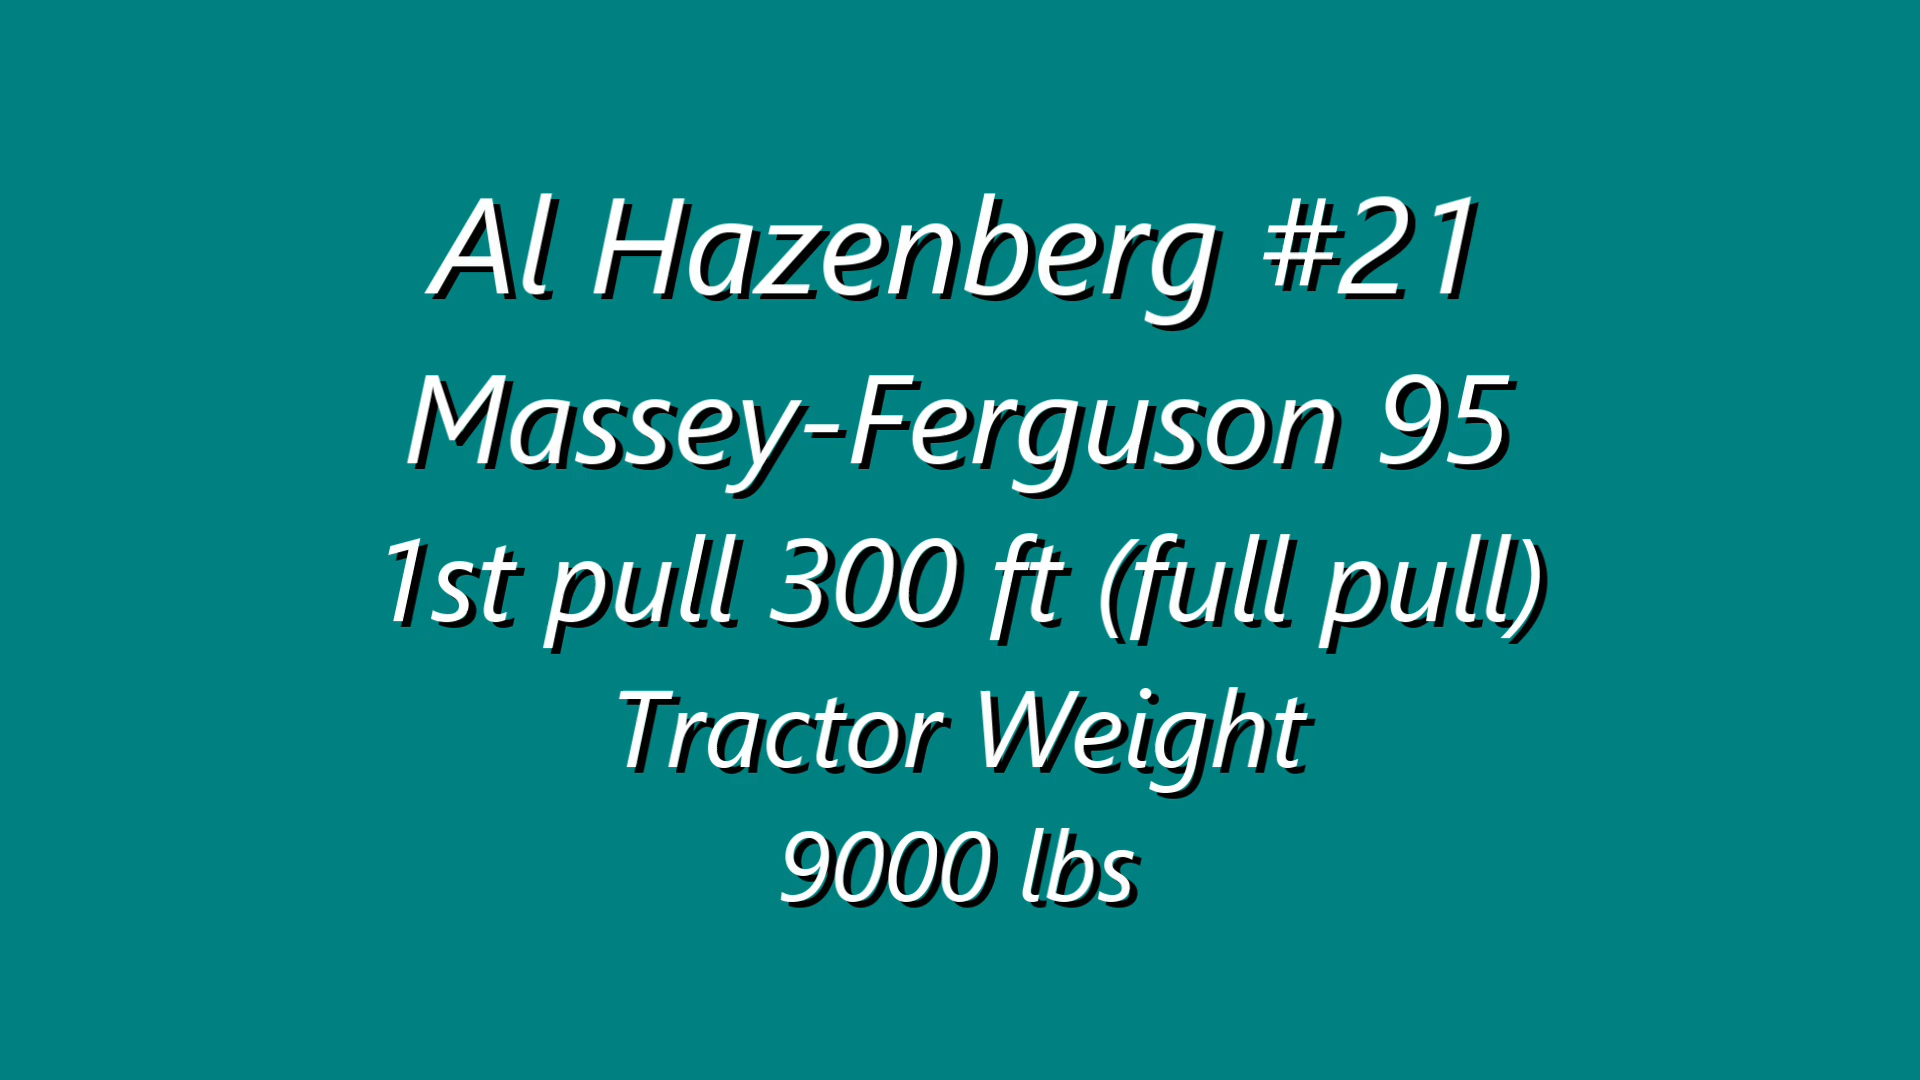 Al Hazenberg #21
Massey-Ferguson 95
1st pull 300 ft (full pull)
Tractor Weight
9000 lbs